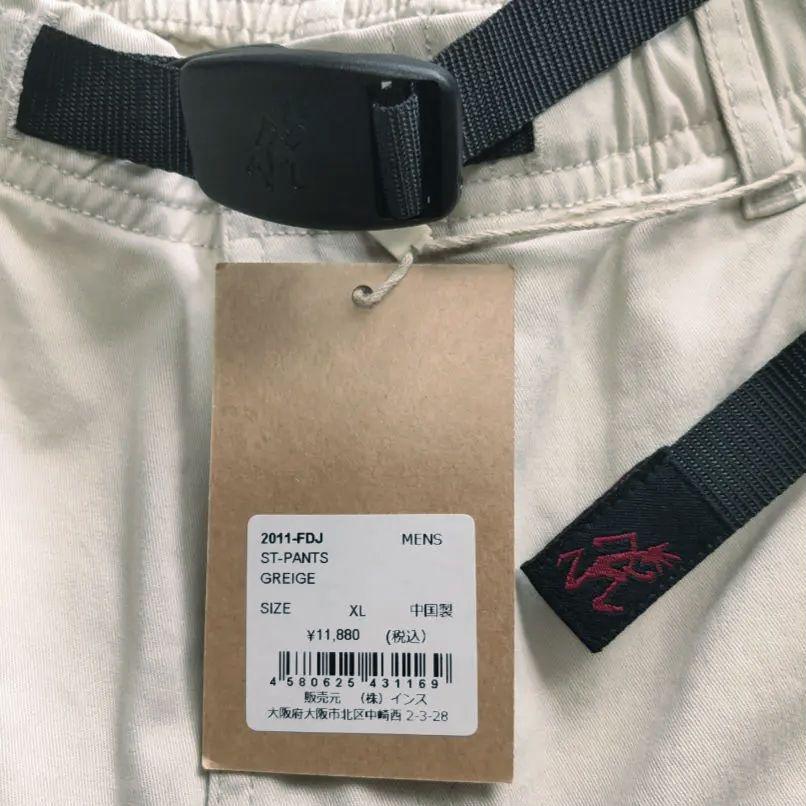 2011-FDJ MENS
ST-PANTS
GREIGE
SIZE XL 中国製
¥11,880 (税込)
4 580625 431169
販売元 (株)インス
大阪府大阪市北区中崎西 2-3-28